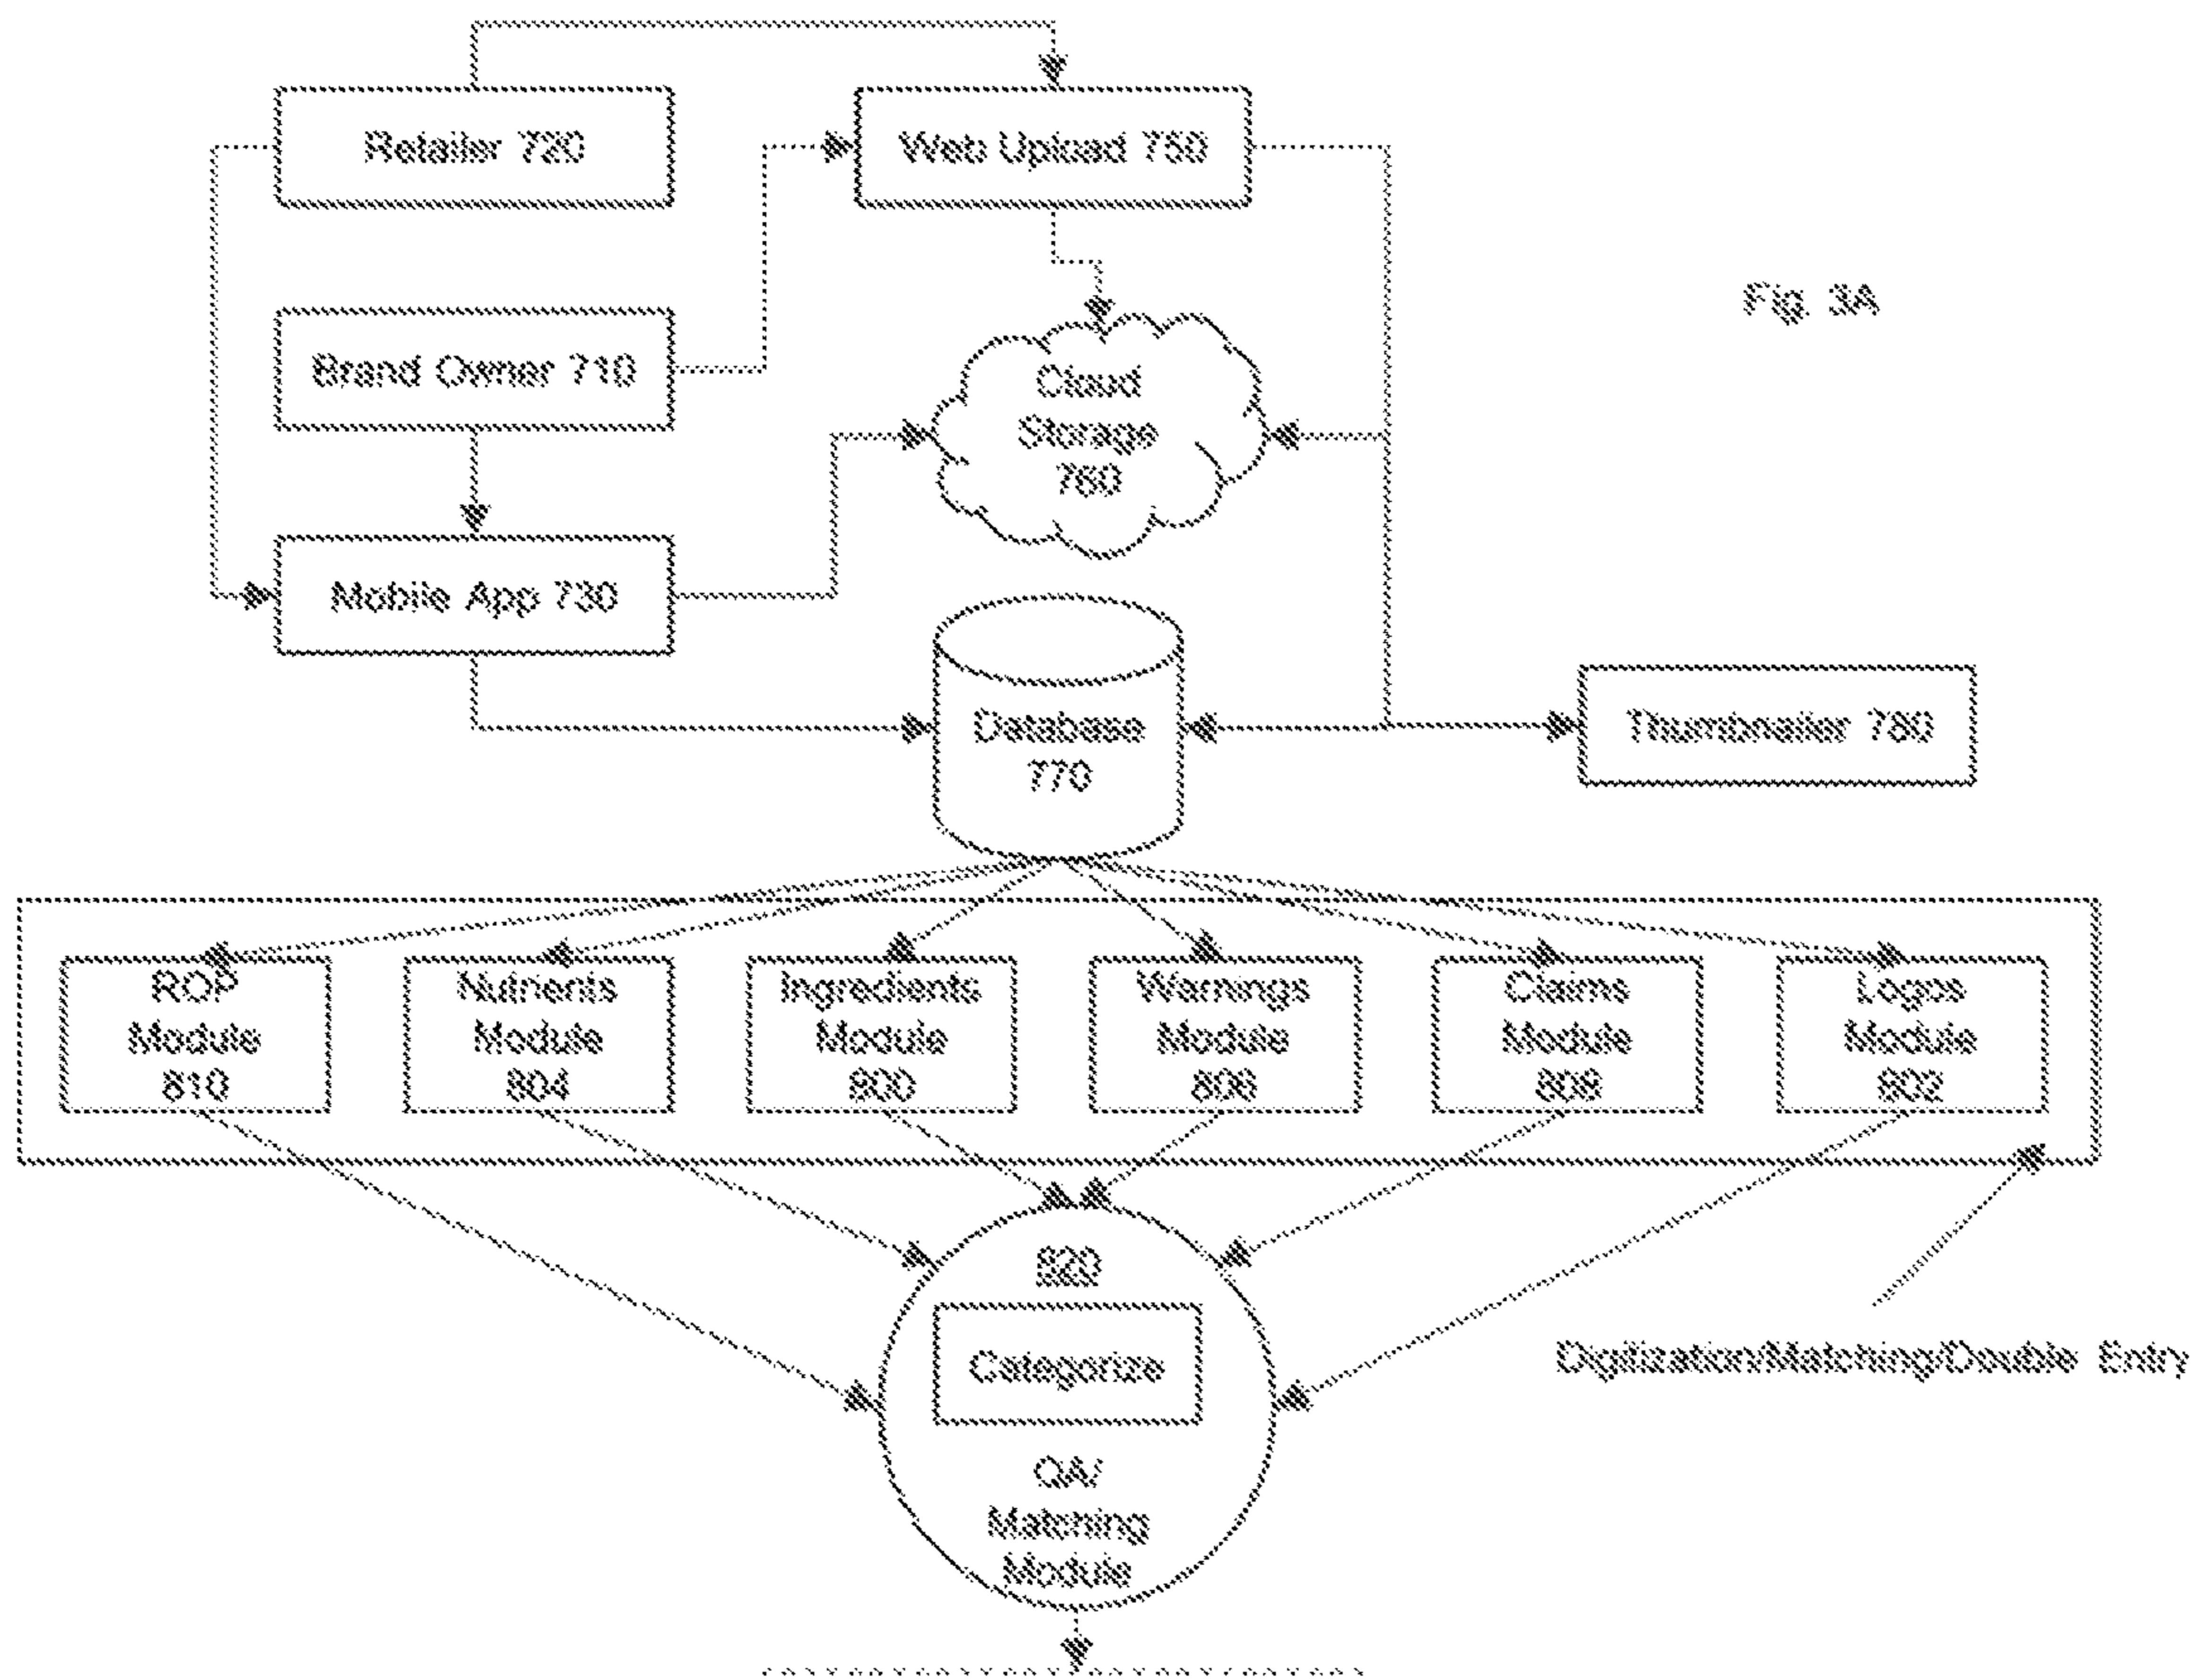 Retailer 720
Web Upload 750
Fig. 3A
Brand Owner 710
Cloud
Storage
760
Mobile App 730
Database
770
Thumbnailer 780
ROP
Module
810
Nutrients
Module
804
Ingredients
Module
800
Warnings
Module
806
Claims
Module
808
Logos
Module
802
820
Categorize
QA/
Matching
Module
Digitization/Matching/Double Entry